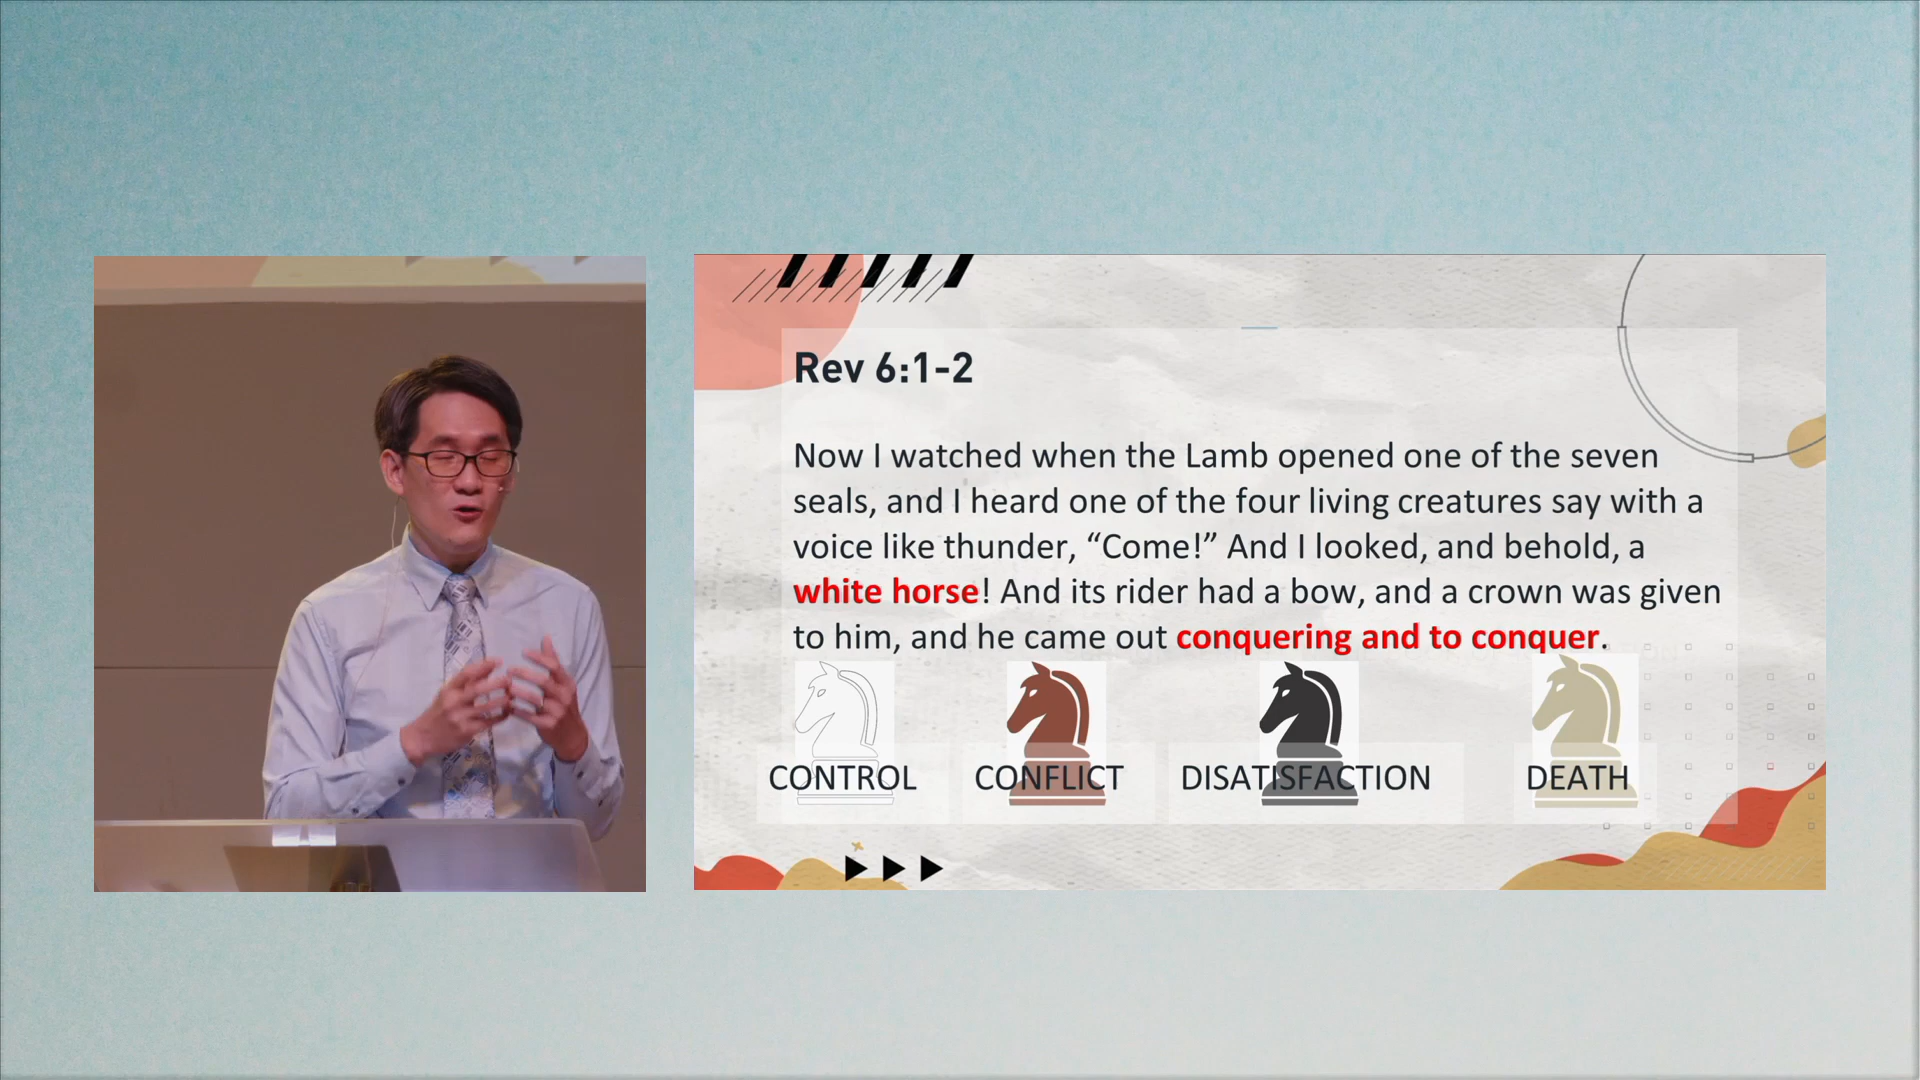 Rev 6:1-2
Now I watched when the Lamb opened one of the seven
seals, and I heard one of the four living creatures say with a
voice like thunder, “Come!” And I looked, and behold, a
white horse! And its rider had a bow, and a crown was given
to him, and he came out conquering and to conquer.
CONTROL CONFLICT DISATISFACTION DEATH